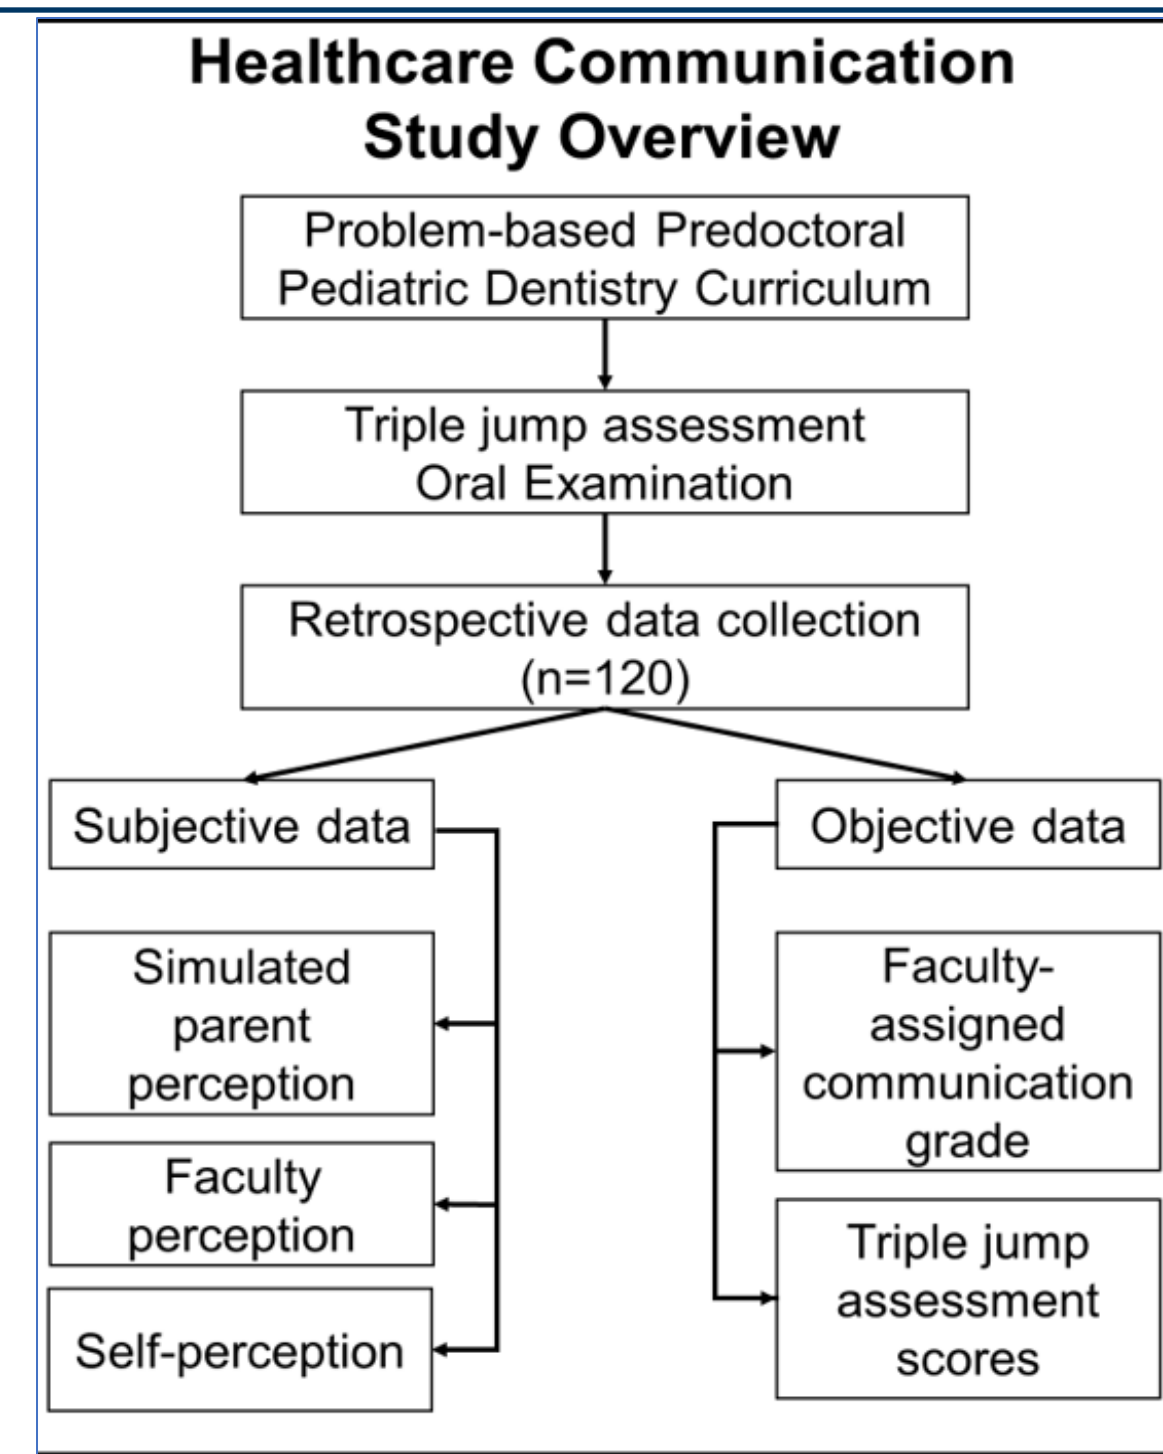 Healthcare Communication
Study Overview
Problem-based Predoctoral
Pediatric Dentistry Curriculum
Triple jump assessment
Oral Examination
Retrospective data collection
(n=120)
Subjective data
Simulated
parent
perception
Faculty
perception
Self-perception
Objective data
Faculty-
assigned
communication
grade
Triple jump
assessment
scores